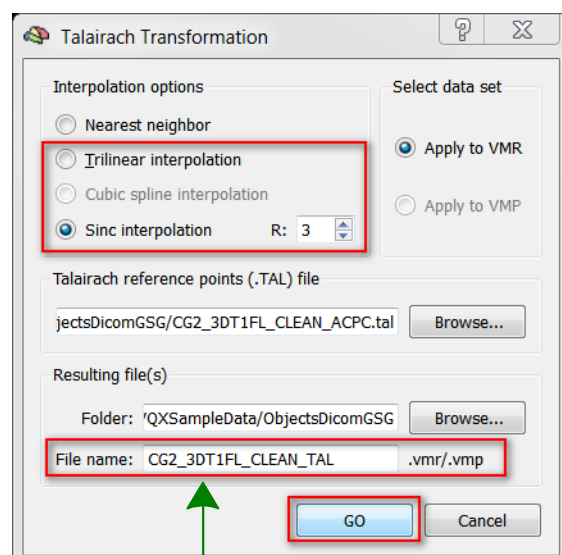 Talairach Transformation
Interpolation options
Nearest neighbor
Trilinear interpolation
Cubic spline interpolation
Sinc interpolation R: 3
Select data set
Apply to VMR
Apply to VMP
Talairach reference points (.TAL) file
jectsDicomGSG/CG2_3DT1FL_CLEAN_ACPC.tal Browse...
Resulting file(s)
Folder: /QXSampleData/ObjectsDicomGSG Browse...
File name: CG2_3DT1FL_CLEAN_TAL .vmr/.vmp
GO Cancel